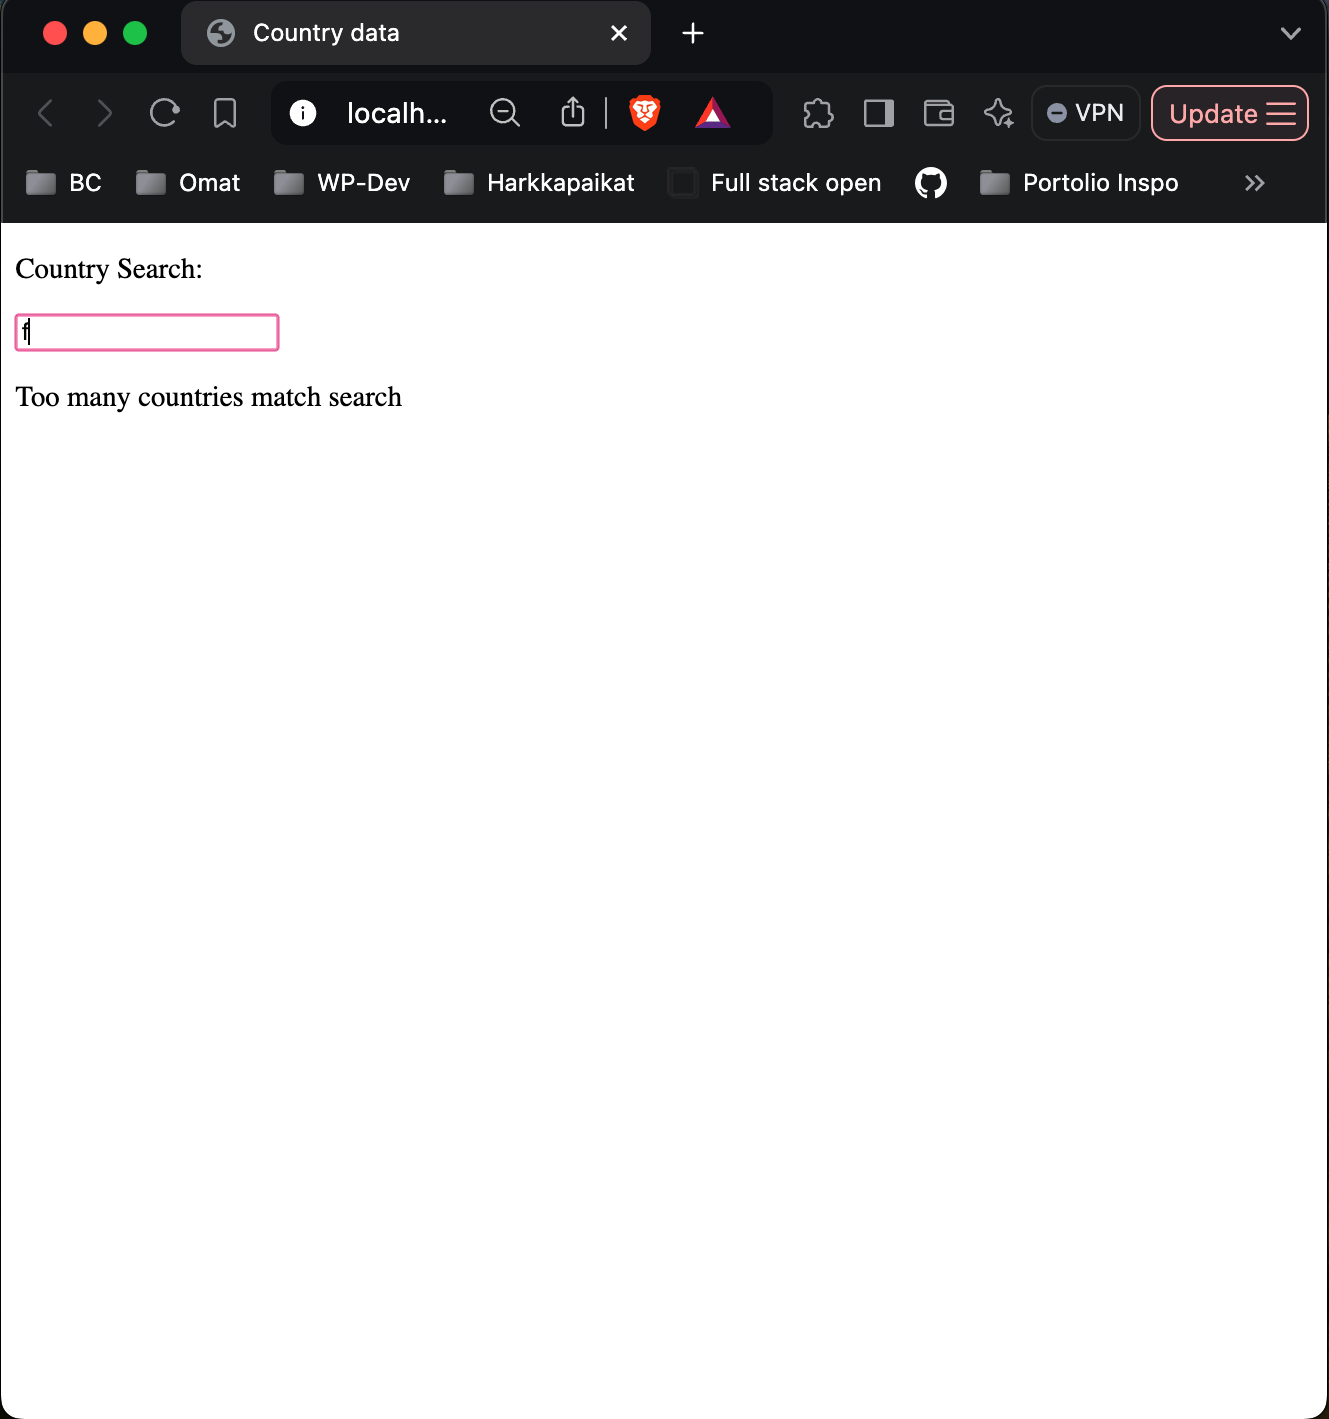 Country data
localh...
VPN
Update
BC
Omat
WP-Dev
Harkkapaikat
Full stack open
Portolio Inspo
Country Search:
f
Too many countries match search